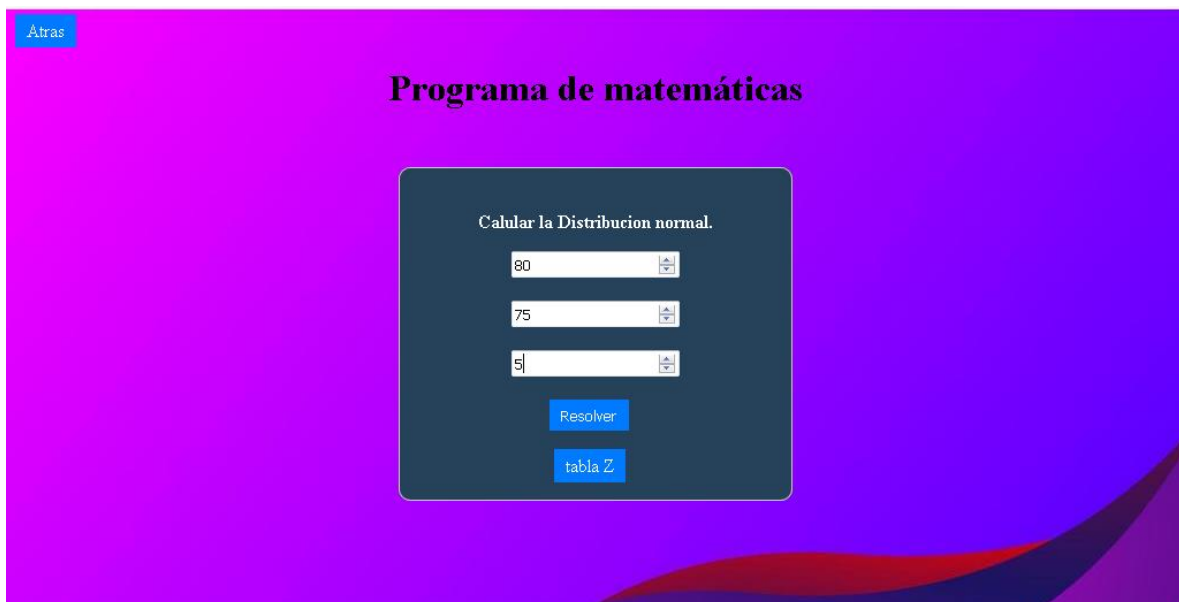 Atras
Programa de matemáticas
Calular la Distribucion normal.
80
75
5
Resolver
tabla Z